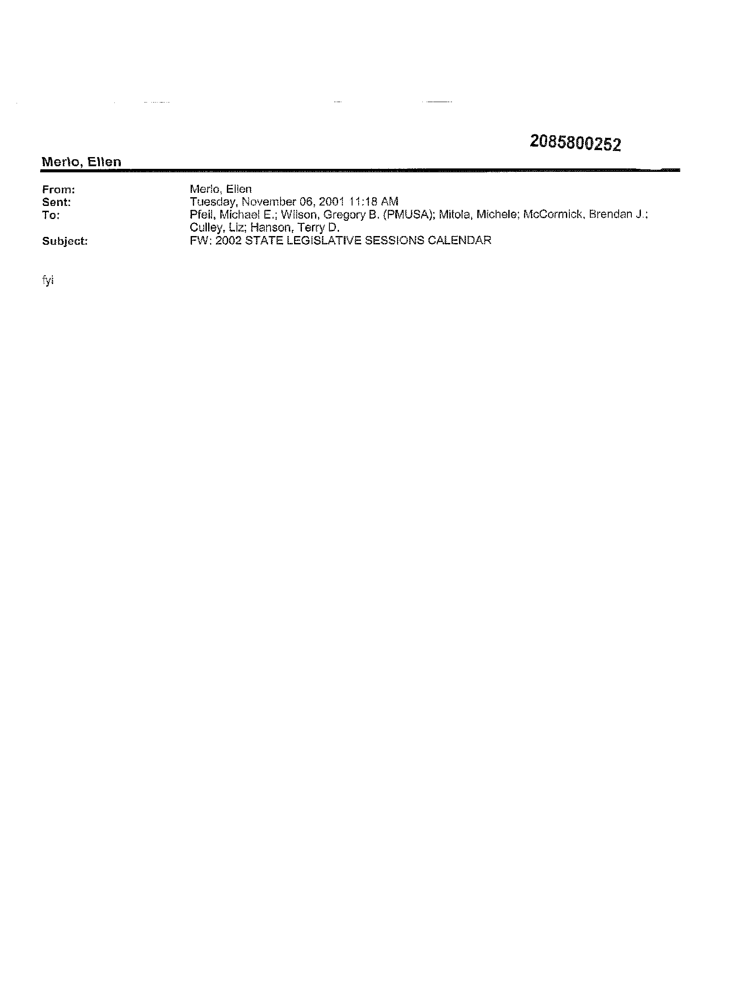 2085800252
Merlo, Ellen
From: Merlo, Ellen
Sent: Tuesday, November 06, 2001 11:18 AM
To: Pfeil, Michael E.; Wilson, Gregory B. (PMUSA); Mitola, Michele; McCormick, Brendan J.;
Culley, Liz; Hanson, Terry D.
Subject: FW: 2002 STATE LEGISLATIVE SESSIONS CALENDAR
fyi